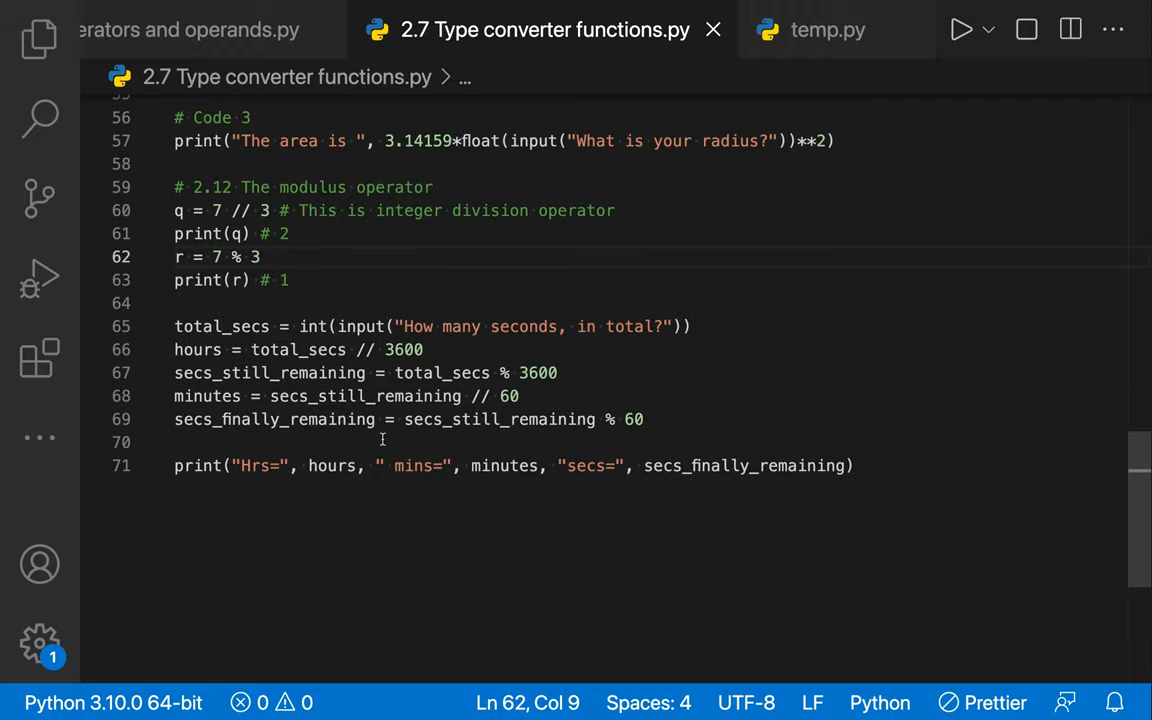 erators and operands.py 2.7 Type converter functions.py temp.py
2.7 Type converter functions.py > ...
55
56 # Code 3
57 print("The area is ", 3.14159*float(input("What is your radius?"))**2)
58
59 # 2.12 The modulus operator
60 q = 7 // 3 # This is integer division operator
61 print(q) # 2
62 r = 7 % 3
63 print(r) # 1
64
65 total_secs = int(input("How many seconds, in total?"))
66 hours = total_secs // 3600
67 secs_still_remaining = total_secs % 3600
68 minutes = secs_still_remaining // 60
69 secs_finally_remaining = secs_still_remaining % 60
70
71 print("Hrs=", hours, " mins=", minutes, "secs=", secs_finally_remaining)
1
Python 3.10.0 64-bit 0 0 Ln 62, Col 9 Spaces: 4 UTF-8 LF Python Prettier